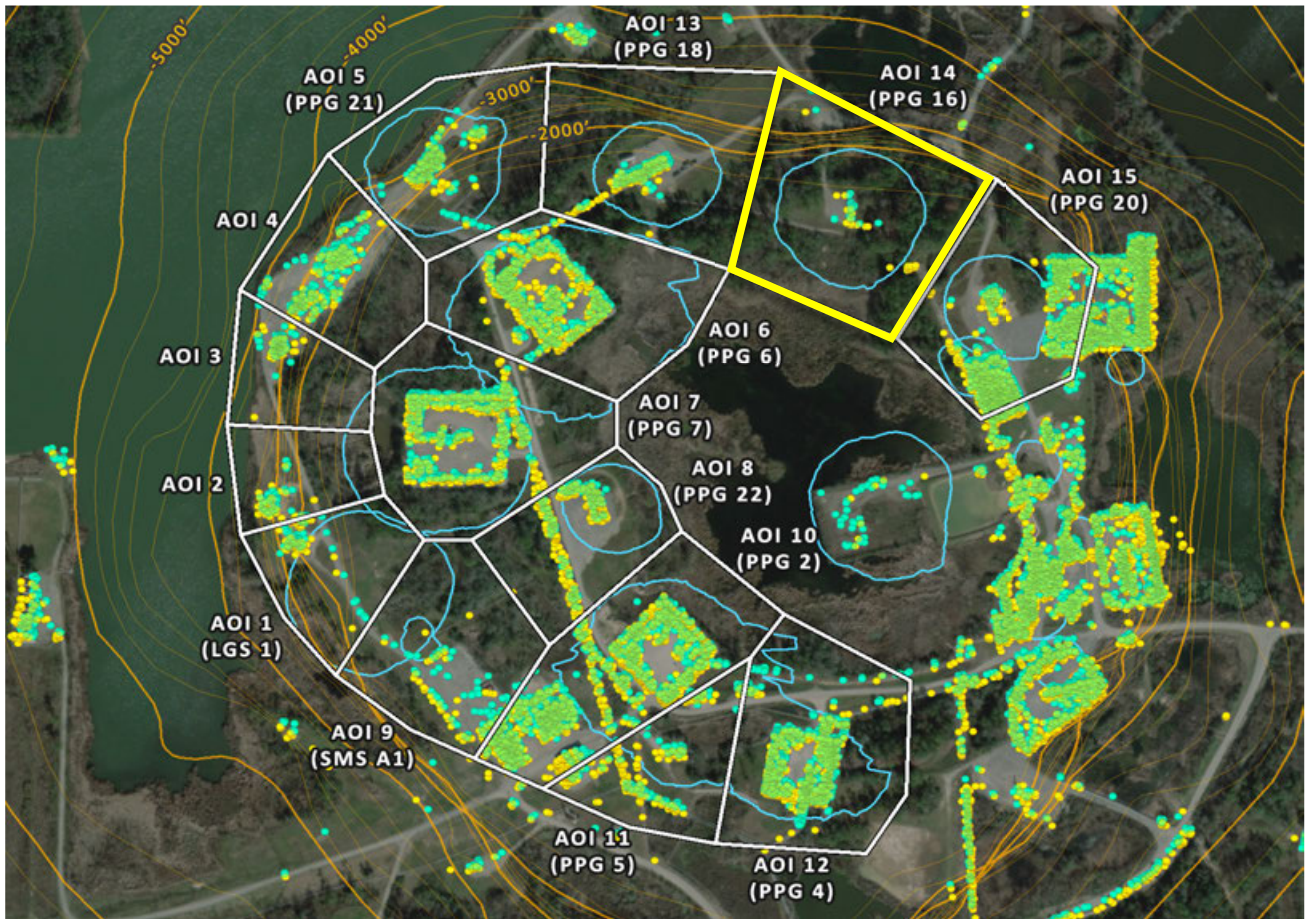 -5000'
-4000'
AOI 13
(PPG 18)
AOI 5
(PPG 21)
AOI 14
(PPG 16)
-3000'
-2000'
AOI 15
(PPG 20)
AOI 4
AOI 3
AOI 6
(PPG 6)
AOI 7
(PPG 7)
AOI 2
AOI 8
(PPG 22)
AOI 10
(PPG 2)
AOI 1
(LGS 1)
AOI 9
(SMS A1)
AOI 11
(PPG 5)
AOI 12
(PPG 4)